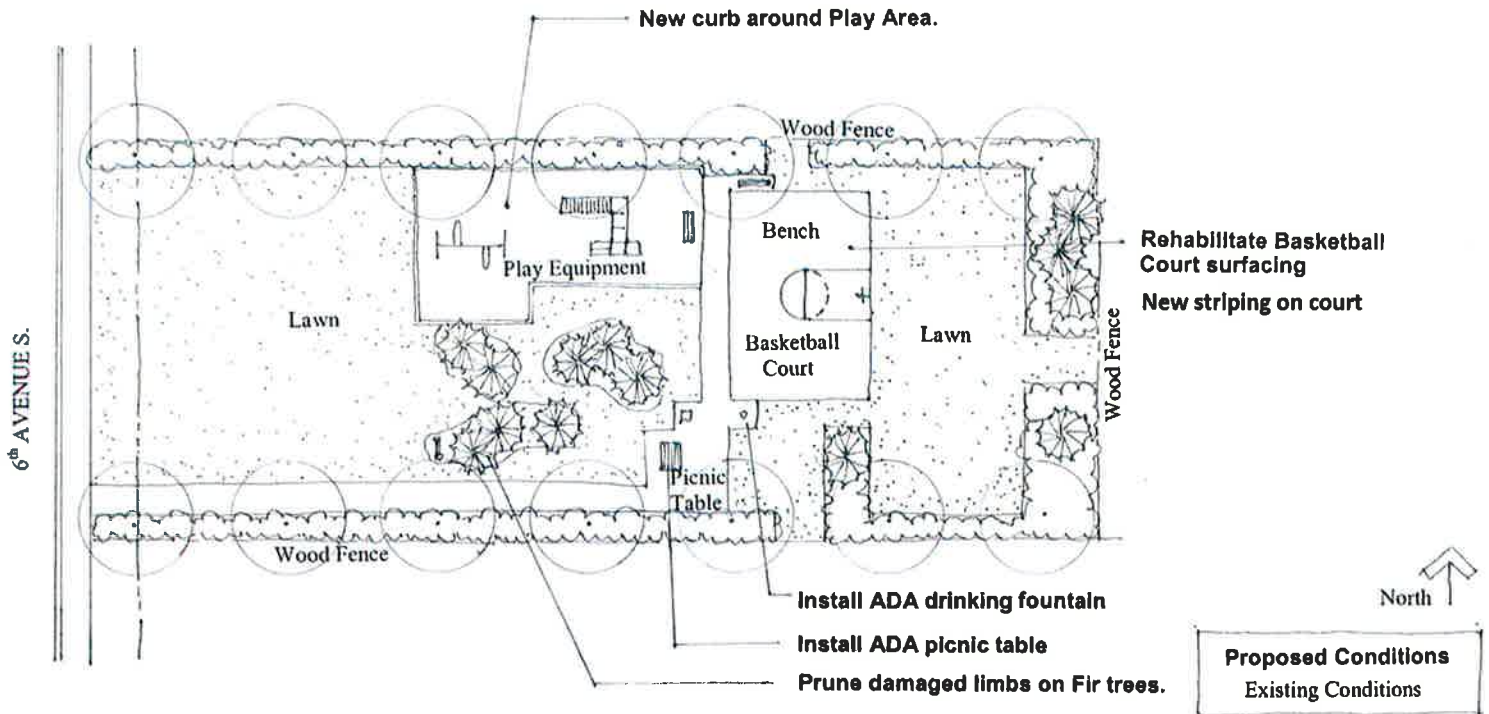 New curb around Play Area.
Wood Fence
Bench
Play Equipment
Rehabilitate Basketball
Court surfacing
New striping on court
Lawn
Lawn
Basketball
Court
Wood Fence
6th AVENUE S.
Picnic
Table
Wood Fence
Install ADA drinking fountain
North
Install ADA picnic table
Prune damaged limbs on Fir trees.
Proposed Conditions
Existing Conditions